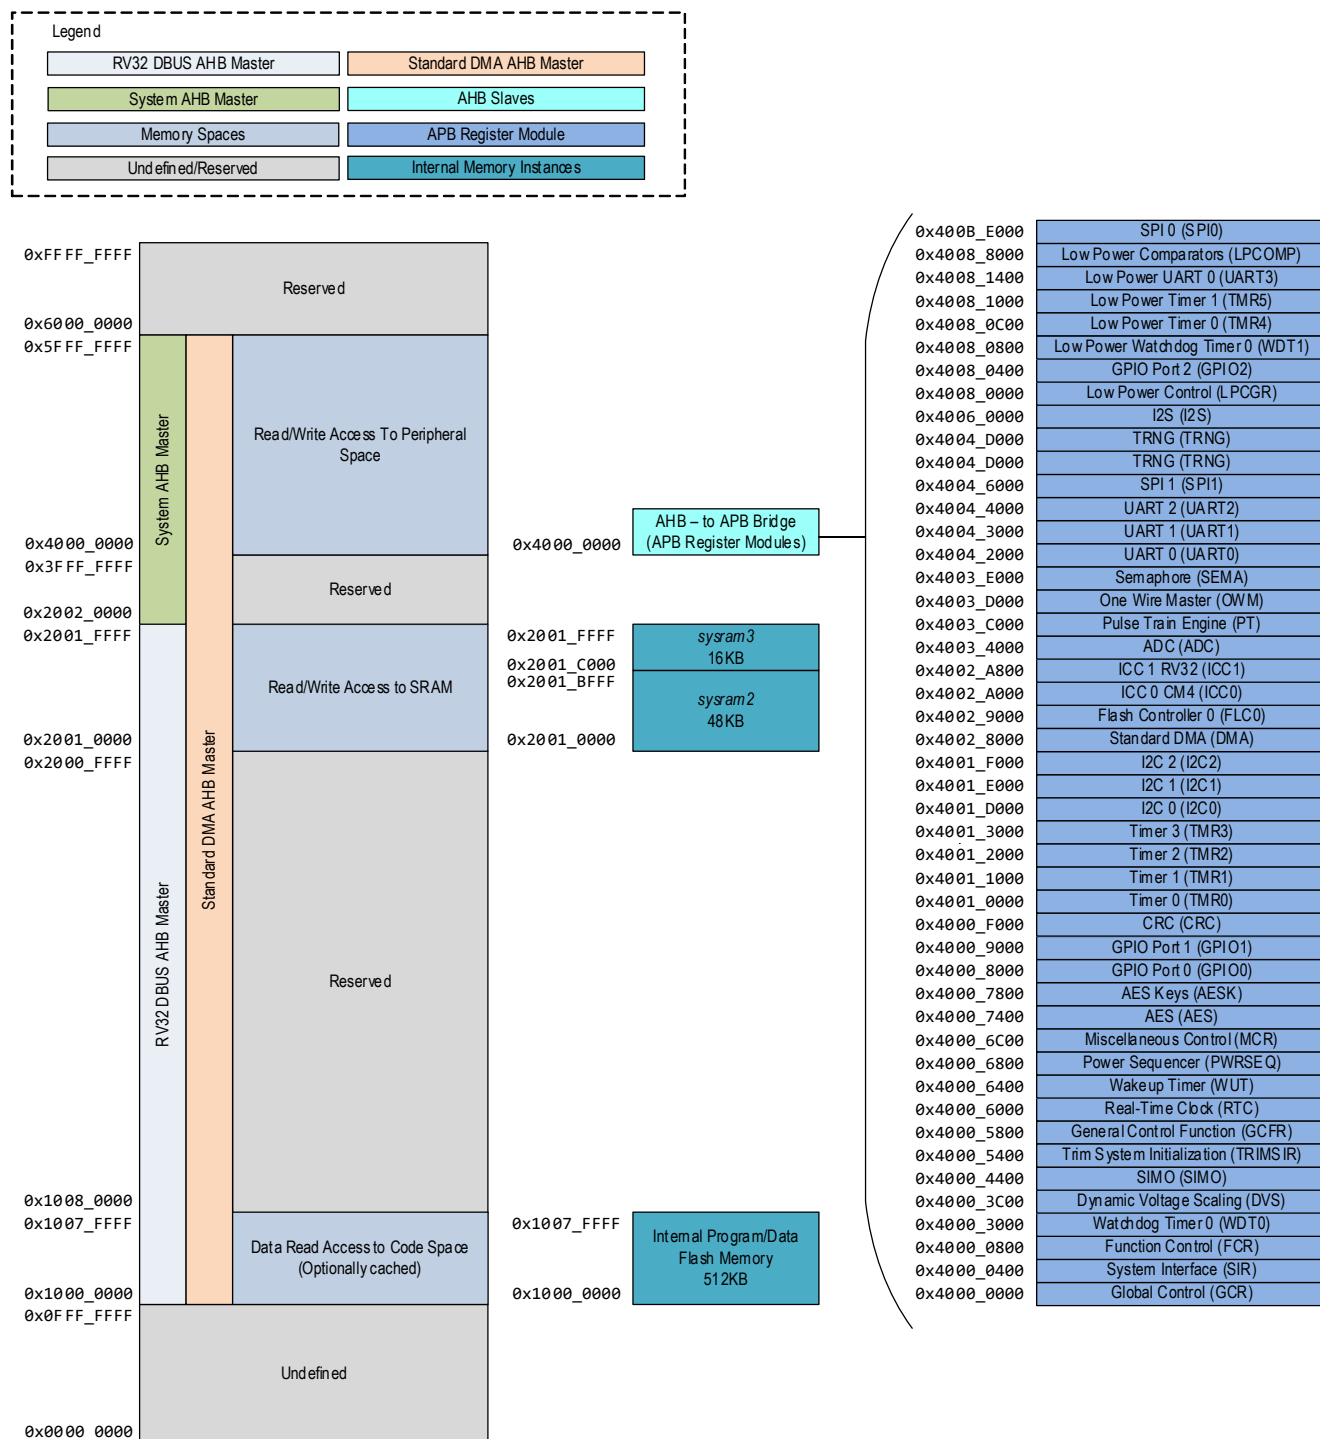 Legend
RV32 DBUS AHB Master
Standard DMA AHB Master
System AHB Master
AHB Slaves
Memory Spaces
APB Register Module
Undefined/Reserved
Internal Memory Instances
0xFFFF_FFFF
Reserved
0x6000_0000
0x5FFF_FFFF
System AHB Master
Standard DMA AHB Master
Read/Write Access To Peripheral
Space
0x4000_0000
0x3FFF_FFFF
Reserved
0x2002_0000
0x2001_FFFF
RV32 DBUS AHB Master
Read/Write Access to SRAM
0x2001_0000
0x2000_FFFF
Reserved
0x1008_0000
0x1007_FFFF
Data Read Access to Code Space
(Optionally cached)
0x1000_0000
0x0FFF_FFFF
Undefined
0x0000_0000
0x4000_0000
AHB – to APB Bridge
(APB Register Modules)
0x2001_FFFF
sysram3
16KB
0x2001_C000
0x2001_BFFF
sysram2
48KB
0x2001_0000
0x1007_FFFF
Internal Program/Data
Flash Memory
512KB
0x1000_0000
0x400B_E000 SPI 0 (SPI0)
0x4008_8000 Low Power Comparators (LPCOMP)
0x4008_1400 Low Power UART 0 (UART3)
0x4008_1000 Low Power Timer 1 (TMR5)
0x4008_0C00 Low Power Timer 0 (TMR4)
0x4008_0800 Low Power Watchdog Timer 0 (WDT1)
0x4008_0400 GPIO Port 2 (GPIO2)
0x4008_0000 Low Power Control (LPCGR)
0x4006_0000 I2S (I2S)
0x4004_D000 TRNG (TRNG)
0x4004_D000 TRNG (TRNG)
0x4004_6000 SPI 1 (SPI1)
0x4004_4000 UART 2 (UART2)
0x4004_3000 UART 1 (UART1)
0x4004_2000 UART 0 (UART0)
0x4003_E000 Semaphore (SEMA)
0x4003_D000 One Wire Master (OWM)
0x4003_C000 Pulse Train Engine (PT)
0x4003_4000 ADC (ADC)
0x4002_A800 ICC 1 RV32 (ICC1)
0x4002_A000 ICC 0 CM4 (ICC0)
0x4002_9000 Flash Controller 0 (FLC0)
0x4002_8000 Standard DMA (DMA)
0x4001_F000 I2C 2 (I2C2)
0x4001_E000 I2C 1 (I2C1)
0x4001_D000 I2C 0 (I2C0)
0x4001_3000 Timer 3 (TMR3)
0x4001_2000 Timer 2 (TMR2)
0x4001_1000 Timer 1 (TMR1)
0x4001_0000 Timer 0 (TMR0)
0x4000_F000 CRC (CRC)
0x4000_9000 GPIO Port 1 (GPIO1)
0x4000_8000 GPIO Port 0 (GPIO0)
0x4000_7800 AES Keys (AESK)
0x4000_7400 AES (AES)
0x4000_6C00 Miscellaneous Control (MCR)
0x4000_6800 Power Sequencer (PWRSEQ)
0x4000_6400 Wakeup Timer (WUT)
0x4000_6000 Real-Time Clock (RTC)
0x4000_5800 General Control Function (GCFR)
0x4000_5400 Trim System Initialization (TRIMSIR)
0x4000_4400 SIMO (SIMO)
0x4000_3C00 Dynamic Voltage Scaling (DVS)
0x4000_3000 Watchdog Timer 0 (WDT0)
0x4000_0800 Function Control (FCR)
0x4000_0400 System Interface (SIR)
0x4000_0000 Global Control (GCR)